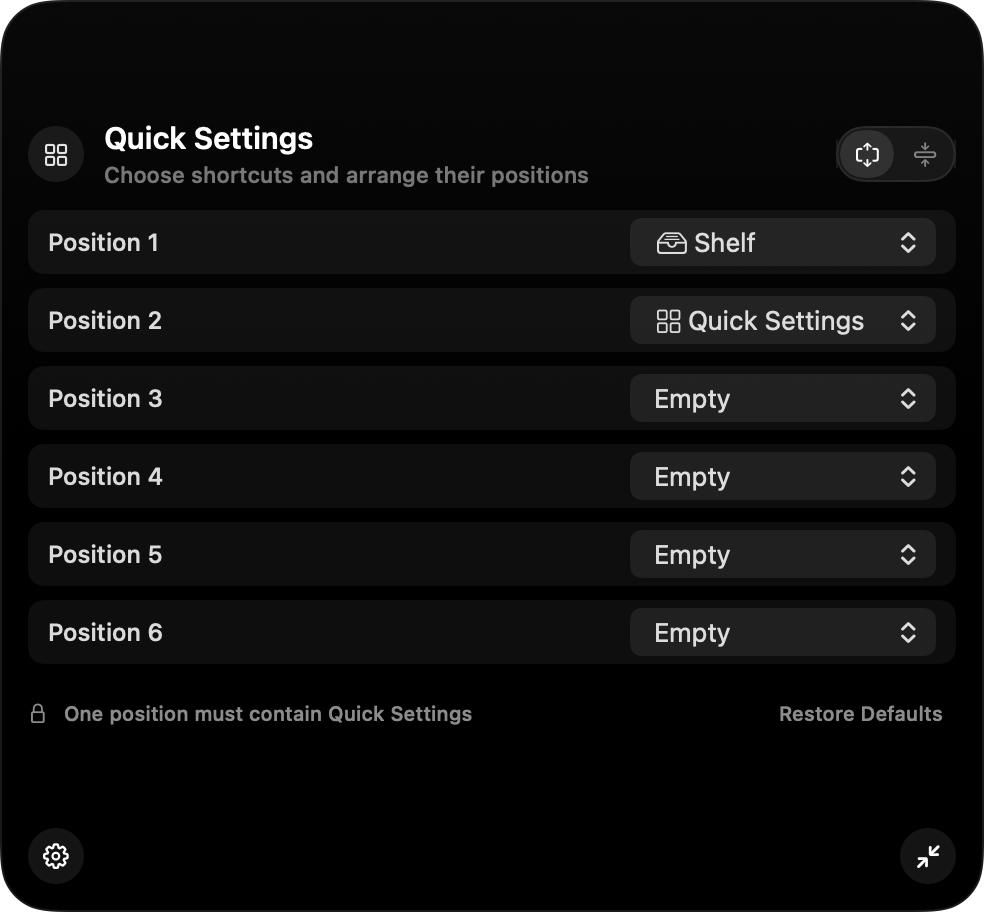 Quick Settings
Choose shortcuts and arrange their positions
Position 1
Shelf
Position 2
Quick Settings
Position 3
Empty
Position 4
Empty
Position 5
Empty
Position 6
Empty
One position must contain Quick Settings
Restore Defaults